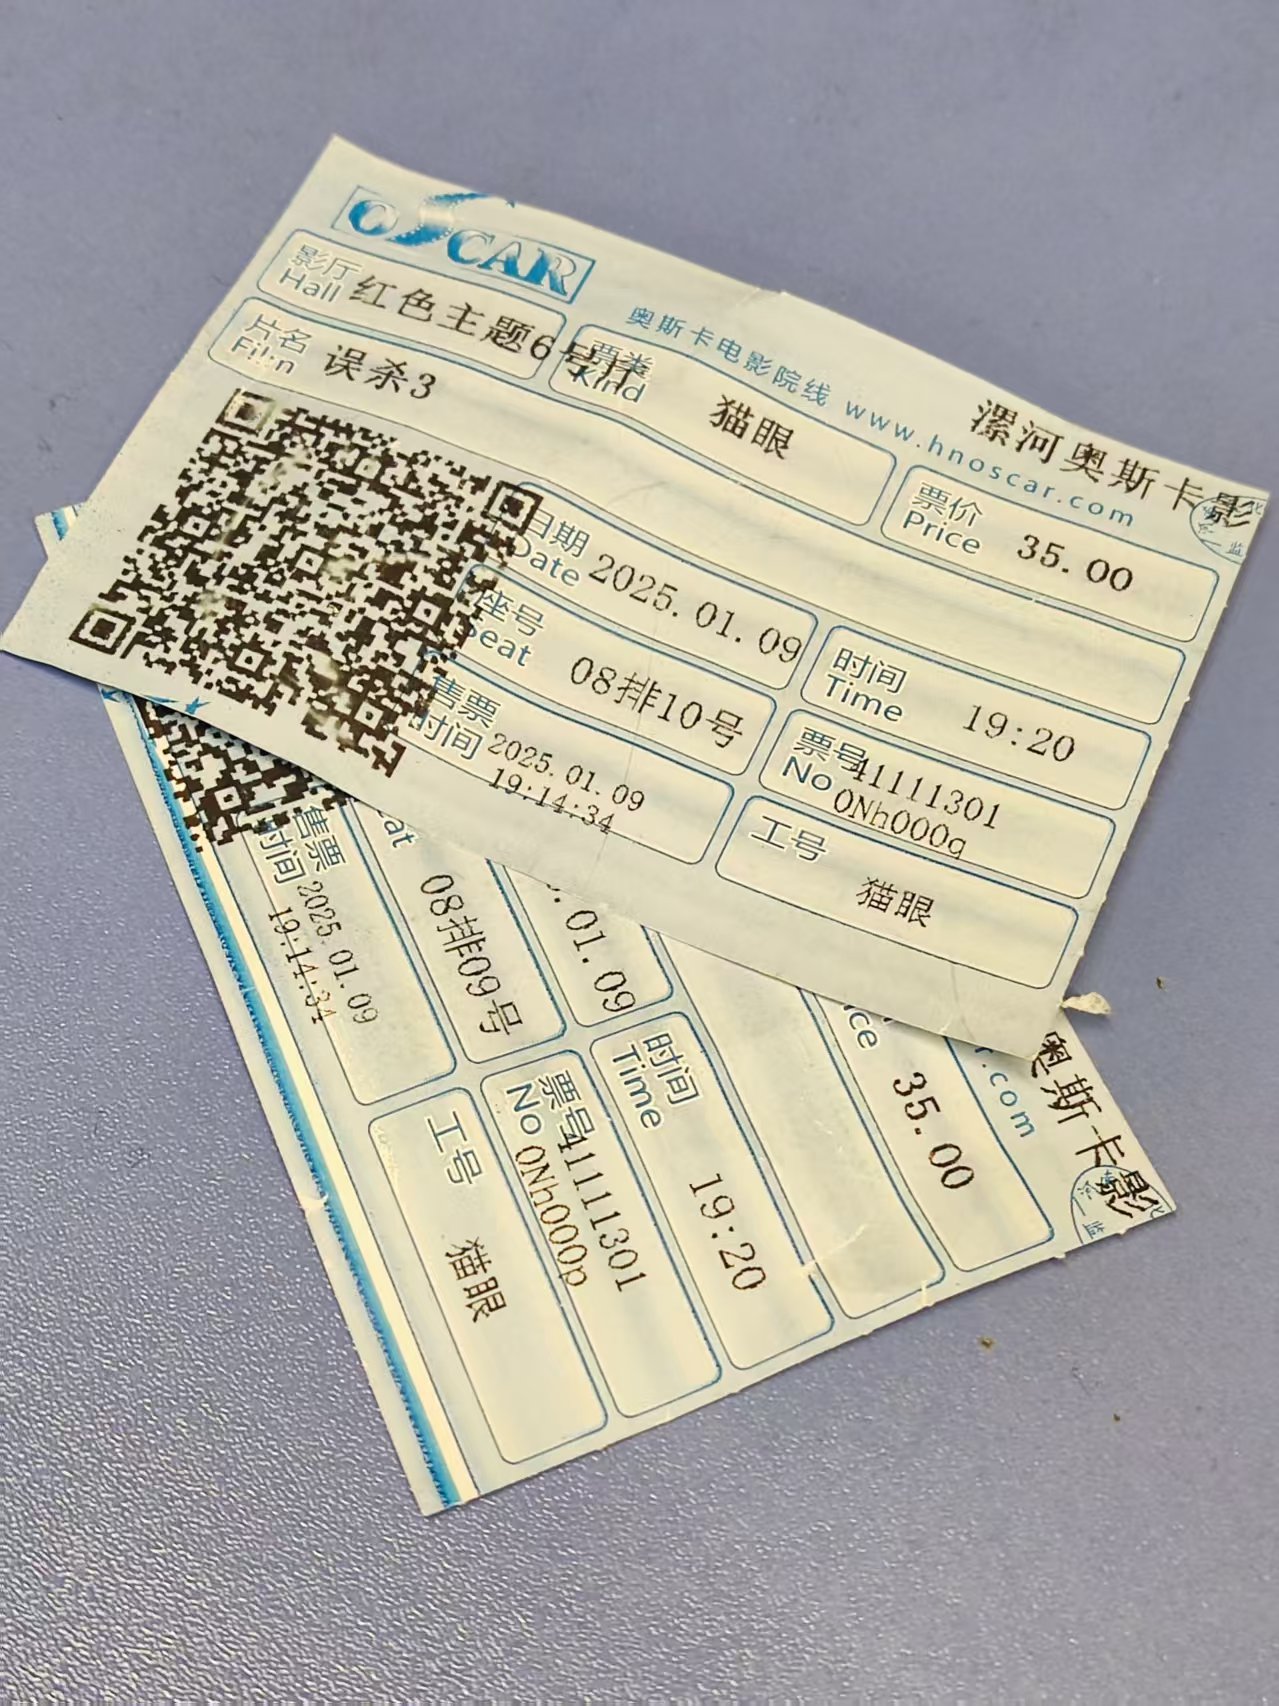 OSCAR
奥斯卡电影院线 www.hnoscar.com
漯河奥斯卡影
影厅
Hall
红色主题6号厅
票类
Kind
猫眼
票价
Price
35.00
片名
Film
误杀3
日期
Date
2025.01.09
时间
Time
19:20
座号
Seat
08排10号
票号
No
41111301
0Nh000g
售票
时间
2025.01.09
19:14:34
工号
猫眼
监
售票
时间
2025.01.09
19:14:34
at
08排09号
.01.09
工号
猫眼
票号
No
41111301
0Nh000p
时间
Time
19:20
ice
35.00
r.com
奥斯卡影
监